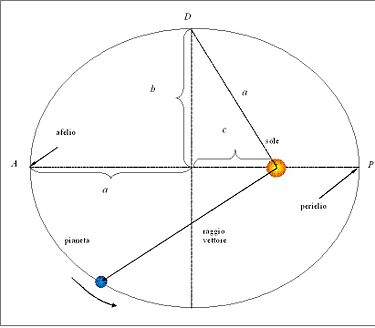 D
b
a
c
afelio
sole
A
P
a
perielio
pianeta
raggio
vettore